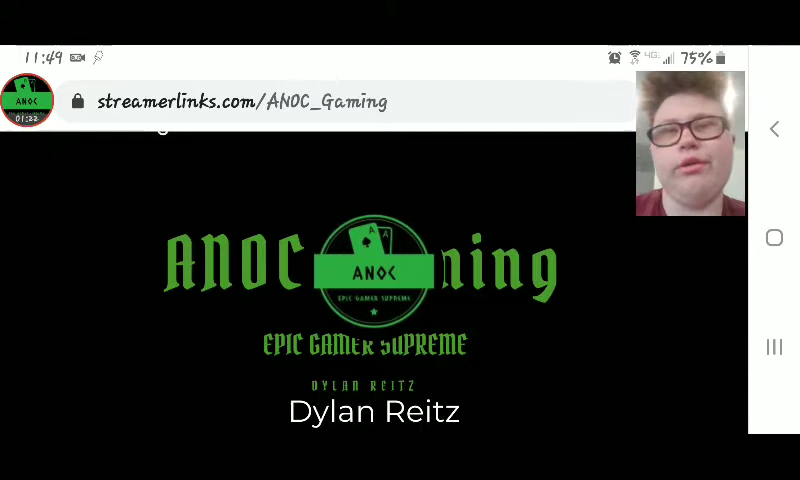 11:49 4G 75%
ANOC
01:22
streamerlinks.com/ANOC_Gaming
A A
ANOC ning
ANOC
EPIC GAMER SUPREME
EPIC GAMER SUPREME
DYLAN REITZ
Dylan Reitz